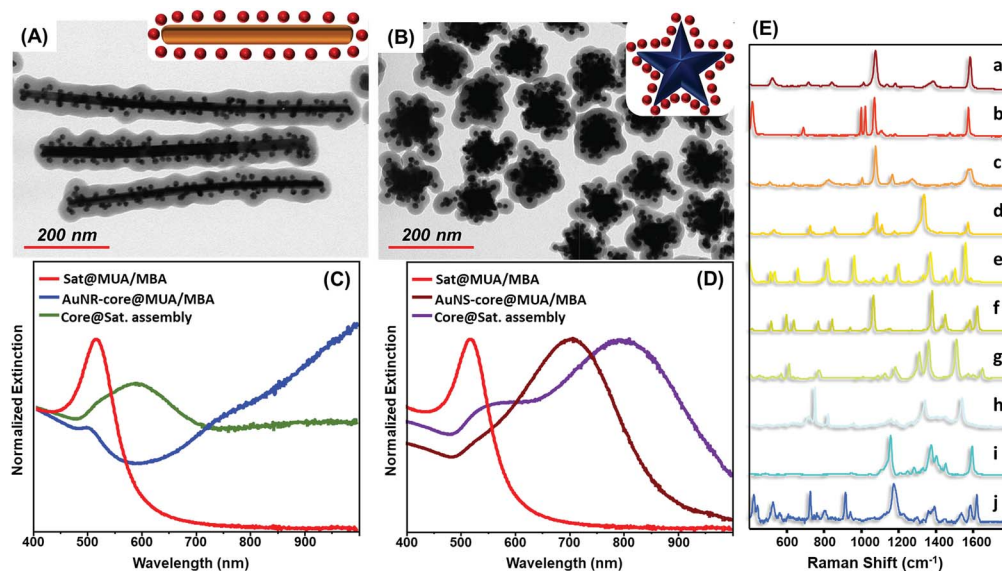 (A)
200 nm
(B)
200 nm
(C)
Sat@MUA/MBA
AuNR-core@MUA/MBA
Core@Sat. assembly
Normalized Extinction
400 500 600 700 800 900
Wavelength (nm)
(D)
Sat@MUA/MBA
AuNS-core@MUA/MBA
Core@Sat. assembly
Normalized Extinction
400 500 600 700 800 900
Wavelength (nm)
(E)
a
b
c
d
e
f
g
h
i
j
600 800 1000 1200 1400 1600
Raman Shift (cm⁻¹)